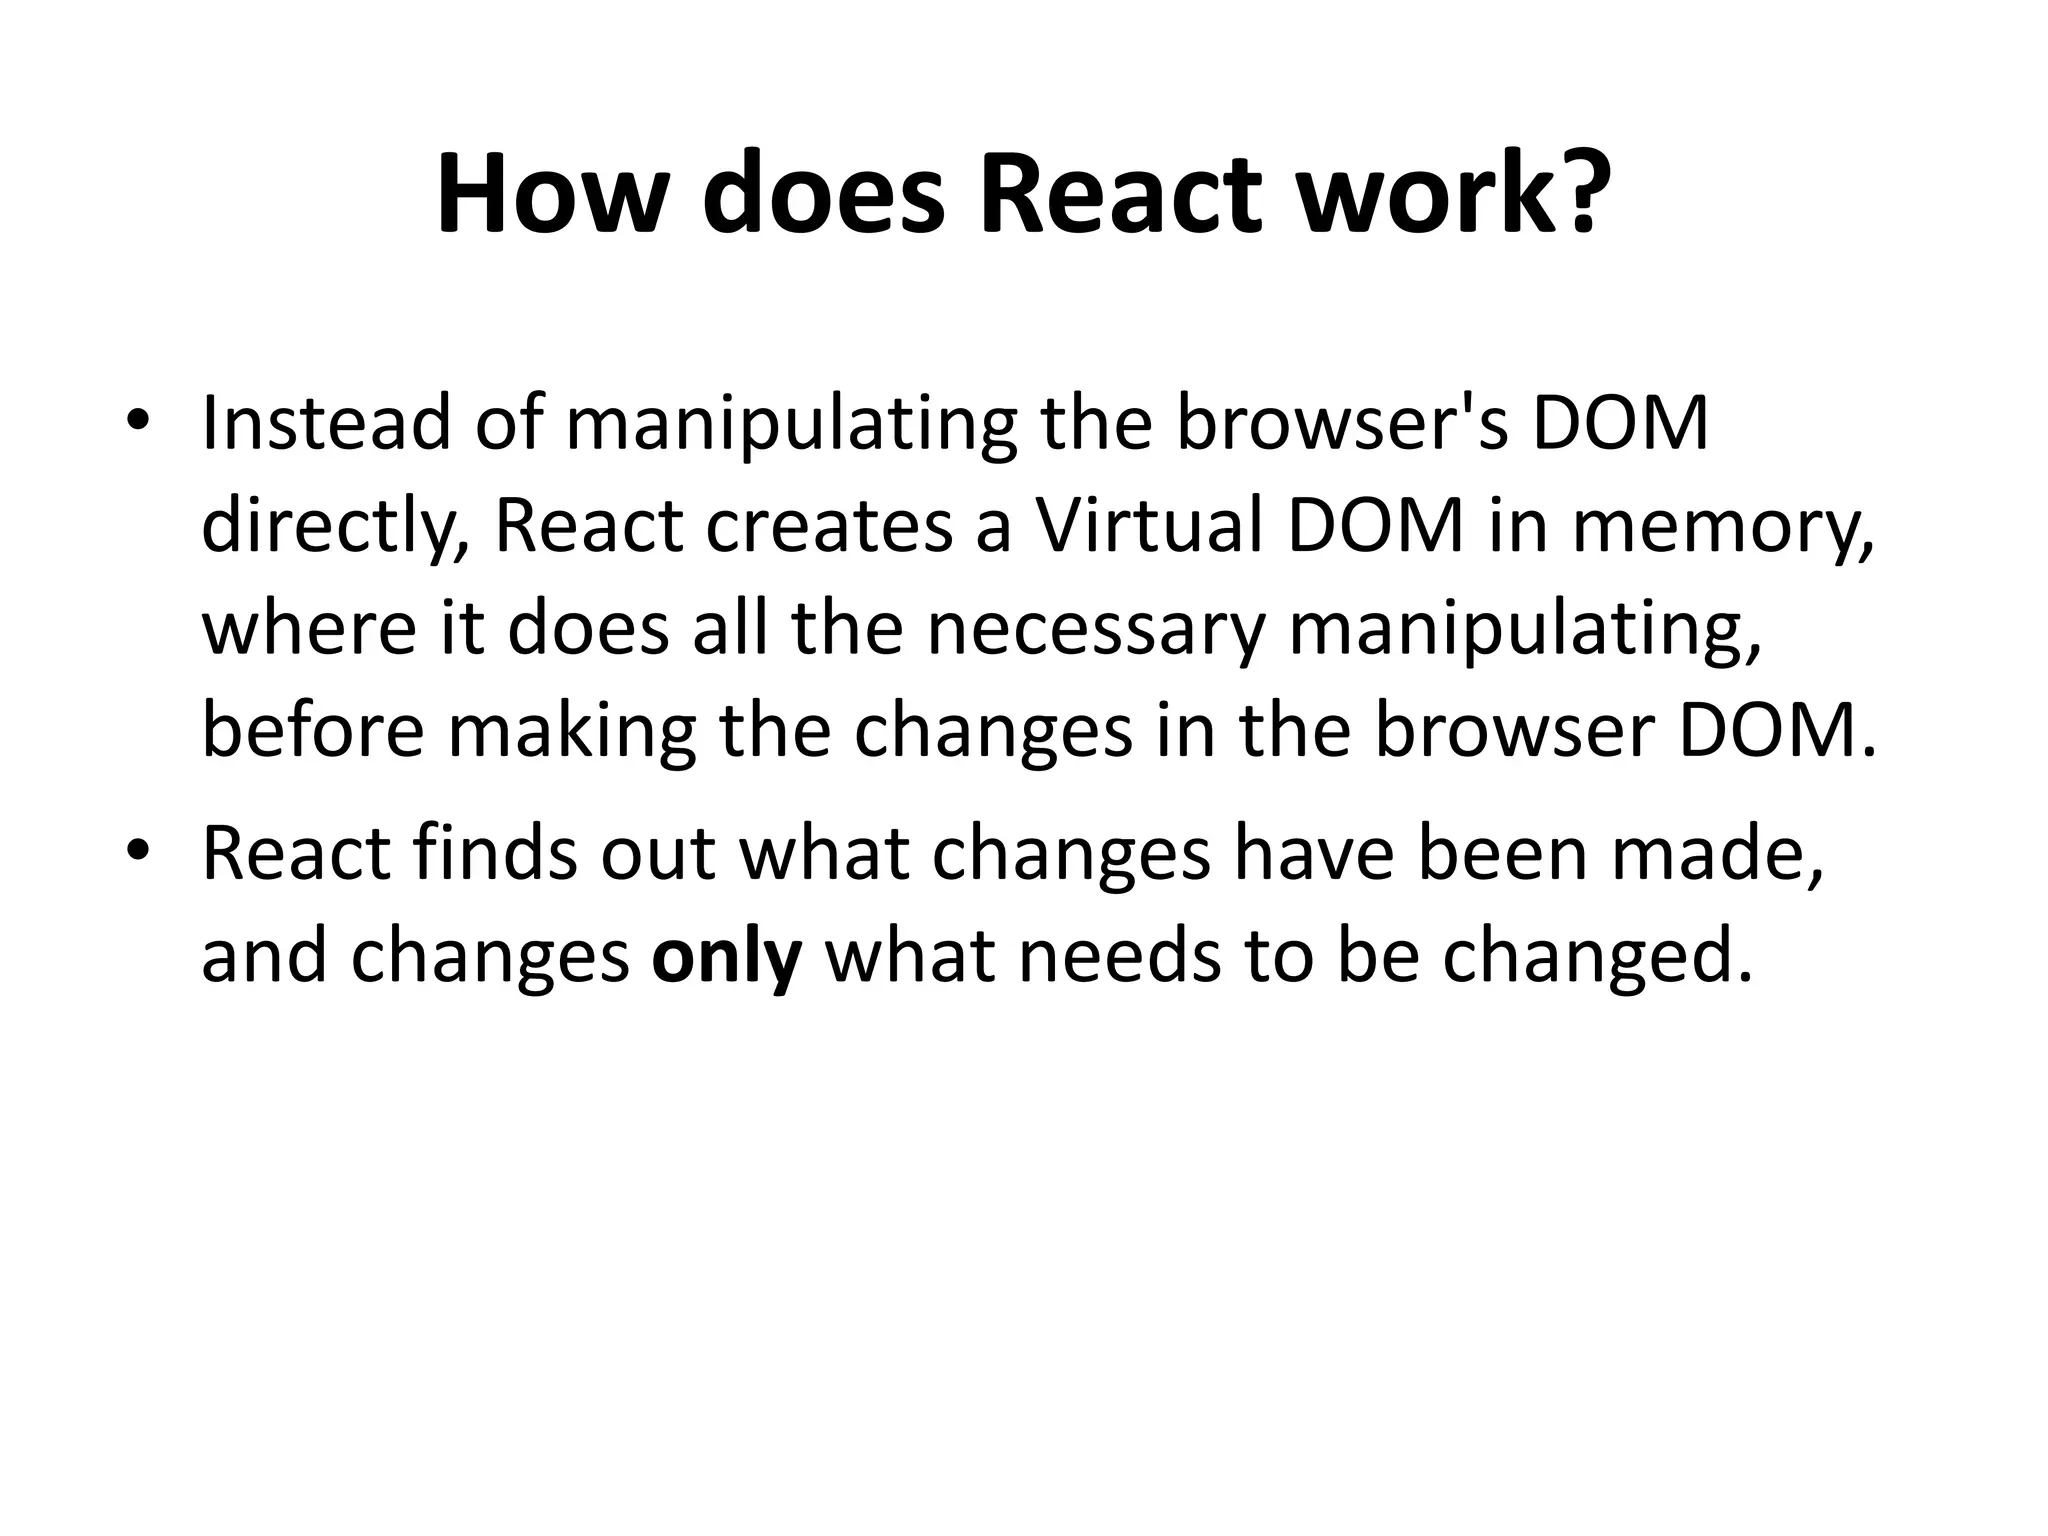 How does React work?
• Instead of manipulating the browser's DOM
directly, React creates a Virtual DOM in memory,
where it does all the necessary manipulating,
before making the changes in the browser DOM.
• React finds out what changes have been made,
and changes only what needs to be changed.